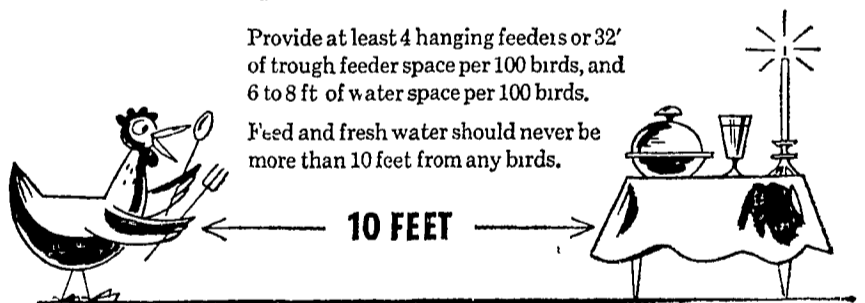 Provide at least 4 hanging feeders or 32′
of trough feeder space per 100 birds, and
6 to 8 ft of water space per 100 birds.
Feed and fresh water should never be
more than 10 feet from any birds.
10 FEET